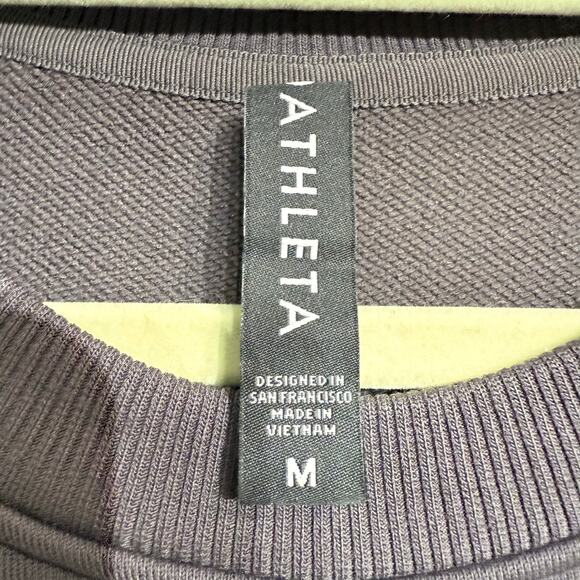 ATHLETA
DESIGNED IN
SAN FRANCISCO
MADE IN
VIETNAM
M